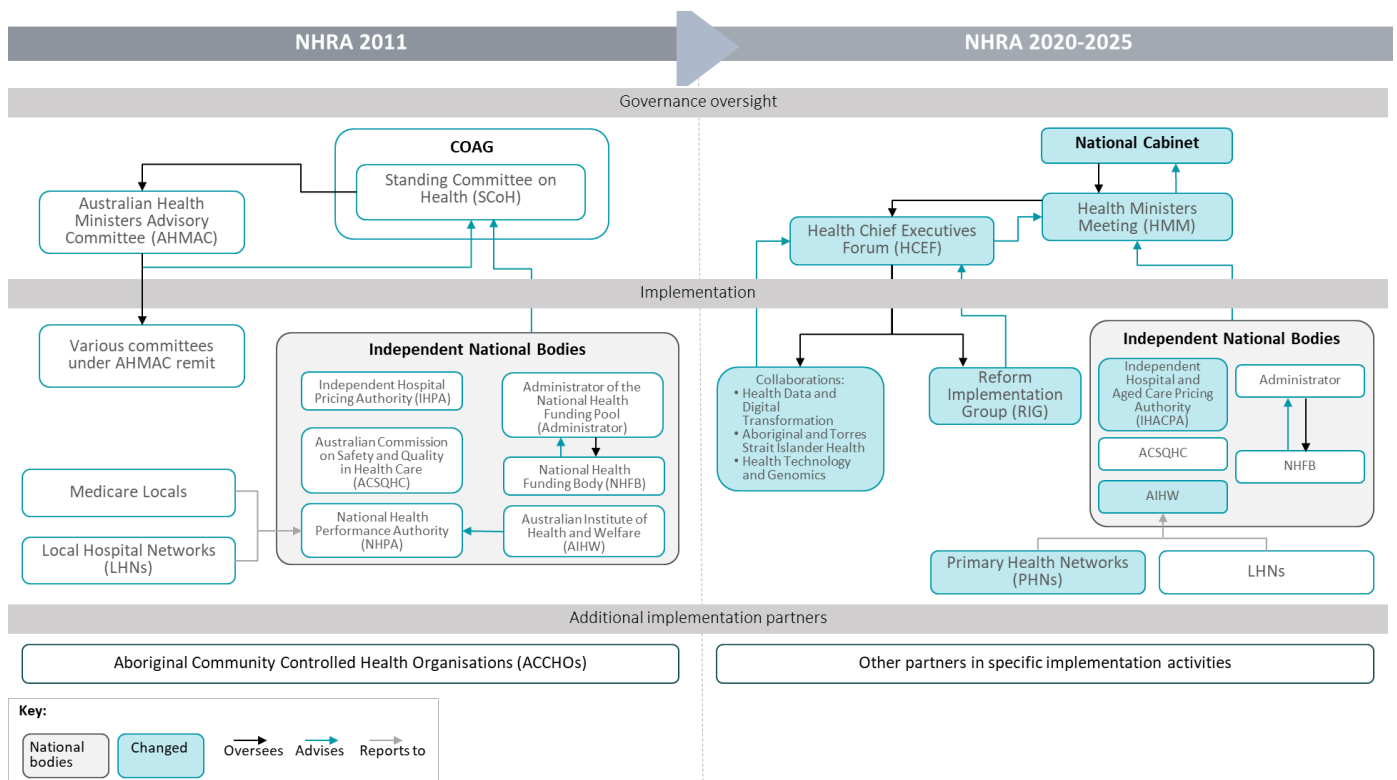 NHRA 2011
NHRA 2020-2025
Governance oversight
COAG
Standing Committee on
Health (SCoH)
Australian Health
Ministers Advisory
Committee (AHMAC)
National Cabinet
Health Ministers
Meeting (HMM)
Health Chief Executives
Forum (HCEF)
Implementation
Various committees
under AHMAC remit
Independent National Bodies
Independent Hospital
Pricing Authority (IHPA)
Administrator of the
National Health
Funding Pool
(Administrator)
Australian Commission
on Safety and Quality
in Health Care
(ACSQHC)
National Health
Funding Body (NHFB)
National Health
Performance Authority
(NHPA)
Australian Institute of
Health and Welfare
(AIHW)
Medicare Locals
Local Hospital Networks
(LHNs)
Collaborations:
• Health Data and
Digital
Transformation
• Aboriginal and Torres
Strait Islander Health
• Health Technology
and Genomics
Reform
Implementation
Group (RIG)
Independent National Bodies
Independent
Hospital and
Aged Care Pricing
Authority
(IHACPA)
Administrator
ACSQHC
NHFB
AIHW
Primary Health Networks
(PHNs)
LHNs
Additional implementation partners
Aboriginal Community Controlled Health Organisations (ACCHOs)
Other partners in specific implementation activities
Key:
National
bodies
Changed
Oversees
Advises
Reports to